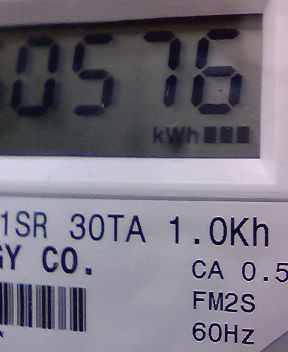 0576
kWh
1SR 30TA 1.0Kh
GY CO.
CA 0.5
FM2S
60Hz